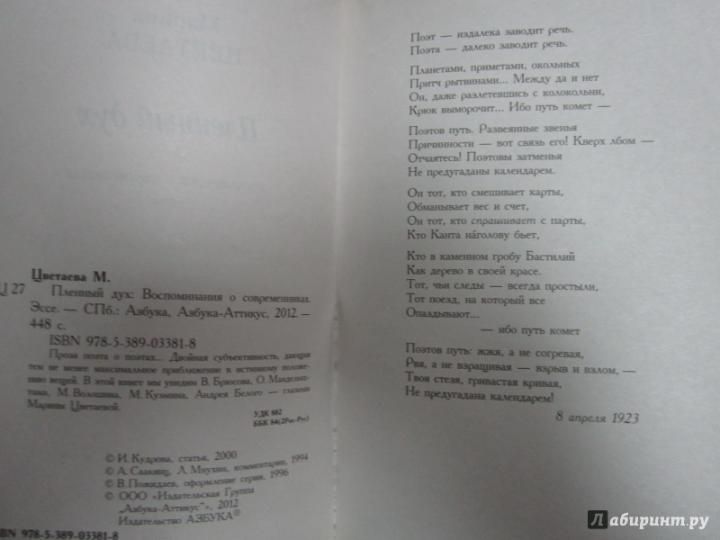 Цветаева М.
Ц 27
Пленный дух: Воспоминания о современниках.
Эссе. — СПб.: Азбука, Азбука-Аттикус, 2012. —
448 с.
ISBN 978-5-389-03381-8
Проза поэта о поэтах... Двойная субъективность, дающая
тем не менее максимальное приближение к истинному положе-
нию вещей. В этой книге мы увидим В. Брюсова, О. Мандельш-
тама, М. Волошина, М. Кузмина, Андрея Белого — глазами
Марины Цветаевой.
УДК 882
ББК 84(2Рос-Рус)
© И. Кудрова, статья, 2000
© А. Саакянц, Л. Мнухин, комментарии, 1994
© В. Пожидаев, оформление серии, 1996
© ООО «Издательская Группа
„Азбука-Аттикус“», 2012
Издательство АЗБУКА®
ISBN 978-5-389-03381-8
Поэт — издалека заводит речь.
Поэта — далеко заводит речь.
Планетами, приметами, окольных
Притч рытвинами... Между да и нет
Он, даже разлетевшись с колокольни,
Крюк выморочит... Ибо путь комет —
Поэтов путь. Развеянные звенья
Причинности — вот связь его! Кверх лбом —
Отчаетесь! Поэтовы затменья
Не предугаданы календарем.
Он тот, кто смешивает карты,
Обманывает вес и счет,
Он тот, кто спрашивает с парты,
Кто Канта на́голову бьет,
Кто в каменном гробу Бастилий
Как дерево в своей красе.
Тот, чьи следы — всегда простыли,
Тот поезд, на который все
Опаздывают...
— ибо путь комет
Поэтов путь: жжя, а не согревая,
Рвя, а не взращивая — взрыв и взлом, —
Твоя стезя, гривастая кривая,
Не предугадана календарем!
8 апреля 1923
Лабиринт.ру